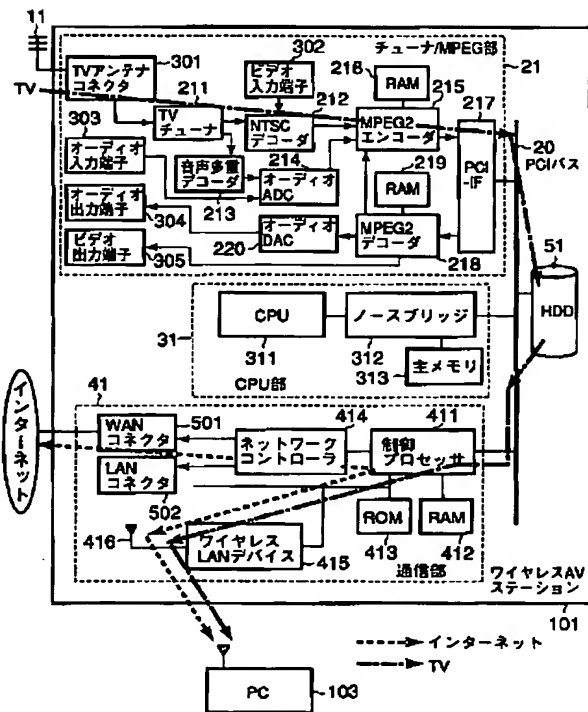 11
301
TVアンテナ
コネクタ
TV
302
ビデオ
入力端子
チューナ/MPEG部
21
211
TV
チューナ
212
NTSC
デコーダ
216
RAM
215
MPEG2
エンコーダ
217
PCI
-IF
20
PCIバス
303
オーディオ
入力端子
音声多重
デコーダ
213
214
オーディオ
ADC
219
RAM
オーディオ
出力端子
304
220
オーディオ
DAC
MPEG2
デコーダ
218
ビデオ
出力端子
305
51
HDD
31
CPU
311
ノースブリッジ
312
主メモリ
313
CPU部
インターネット
41
WAN
コネクタ
501
414
ネットワーク
コントローラ
411
制御
プロセッサ
LAN
コネクタ
502
416
ワイヤレス
LANデバイス
415
ROM
413
RAM
412
通信部
ワイヤレスAV
ステーション
101
インターネット
TV
PC
103